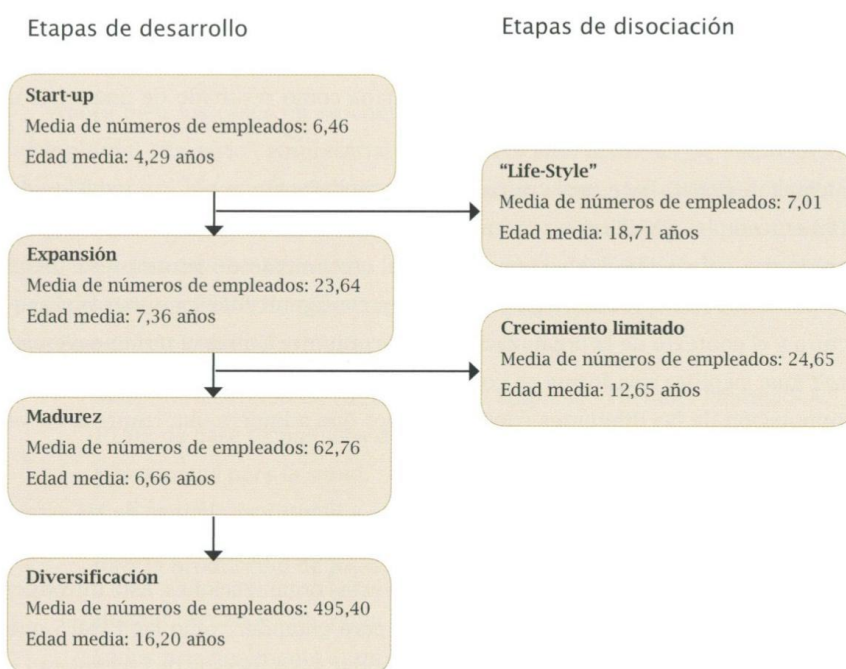 Etapas de desarrollo
Etapas de disociación
Start-up
Media de números de empleados: 6,46
Edad media: 4,29 años
“Life-Style”
Media de números de empleados: 7,01
Edad media: 18,71 años
Expansión
Media de números de empleados: 23,64
Edad media: 7,36 años
Crecimiento limitado
Media de números de empleados: 24,65
Edad media: 12,65 años
Madurez
Media de números de empleados: 62,76
Edad media: 6,66 años
Diversificación
Media de números de empleados: 495,40
Edad media: 16,20 años